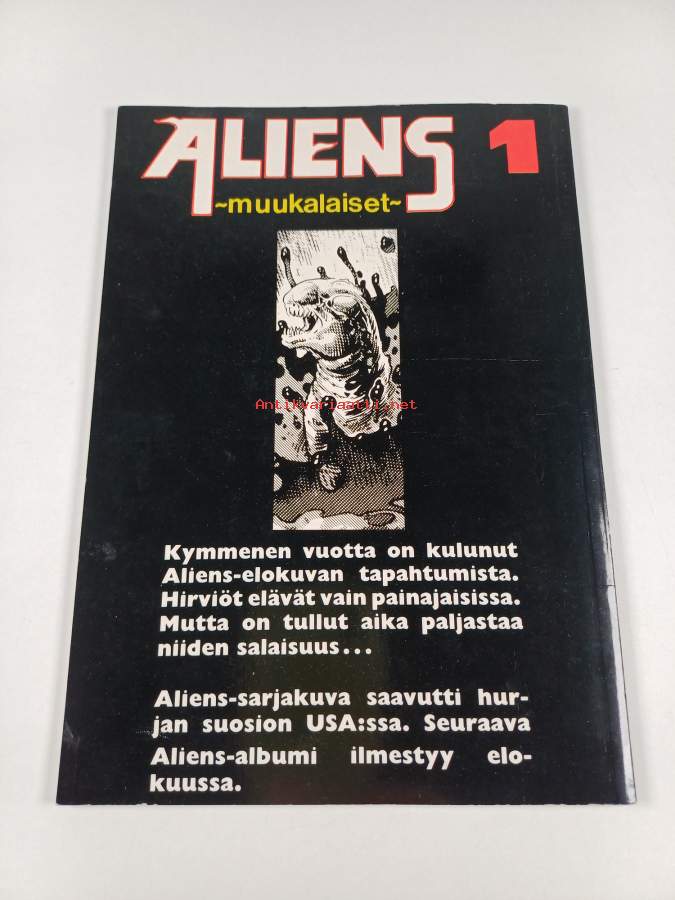 ALIENS 1
~muukalaiset~
Antikvariaatti.net
Kymmenen vuotta on kulunut
Aliens-elokuvan tapahtumista.
Hirviöt elävät vain painajaisissa.
Mutta on tullut aika paljastaa
niiden salaisuus...
Aliens-sarjakuva saavutti hur-
jan suosion USA:ssa. Seuraava
Aliens-albumi ilmestyy elo-
kuussa.